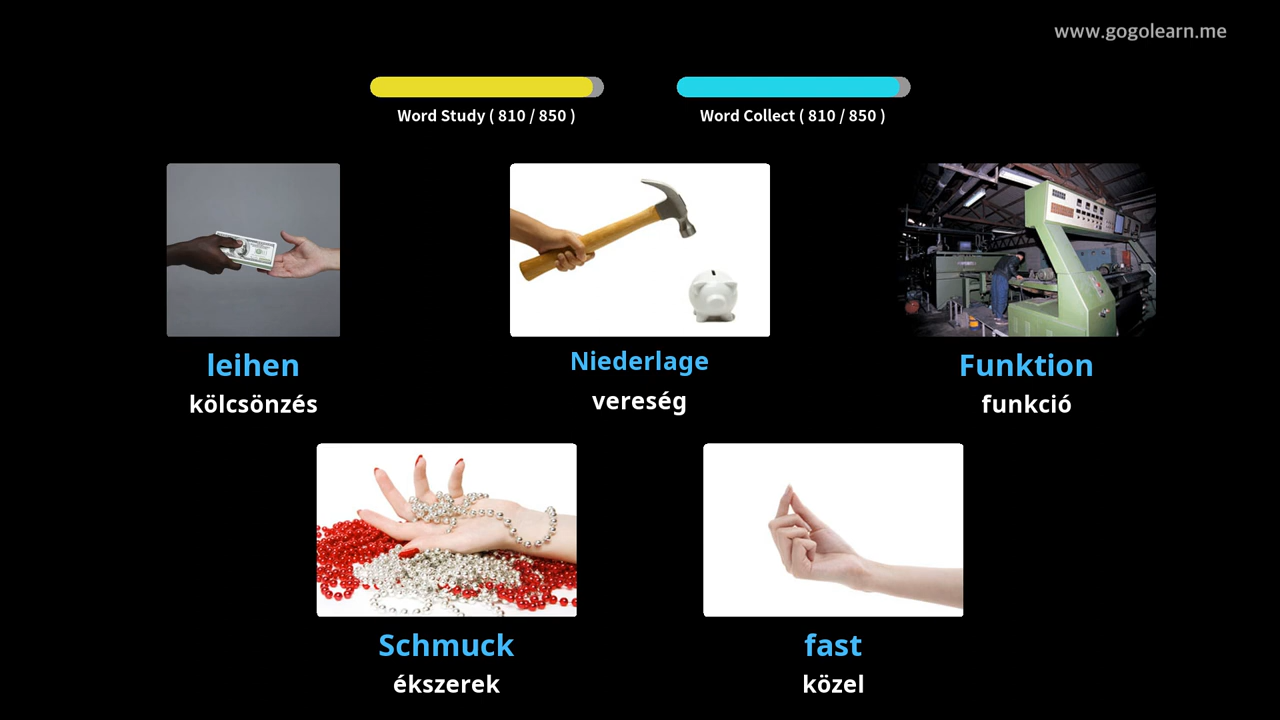 www.gogolearn.me
Word Study ( 810 / 850 )
Word Collect ( 810 / 850 )
leihen
kölcsönzés
Niederlage
vereség
Funktion
funkció
Schmuck
ékszerek
fast
közel